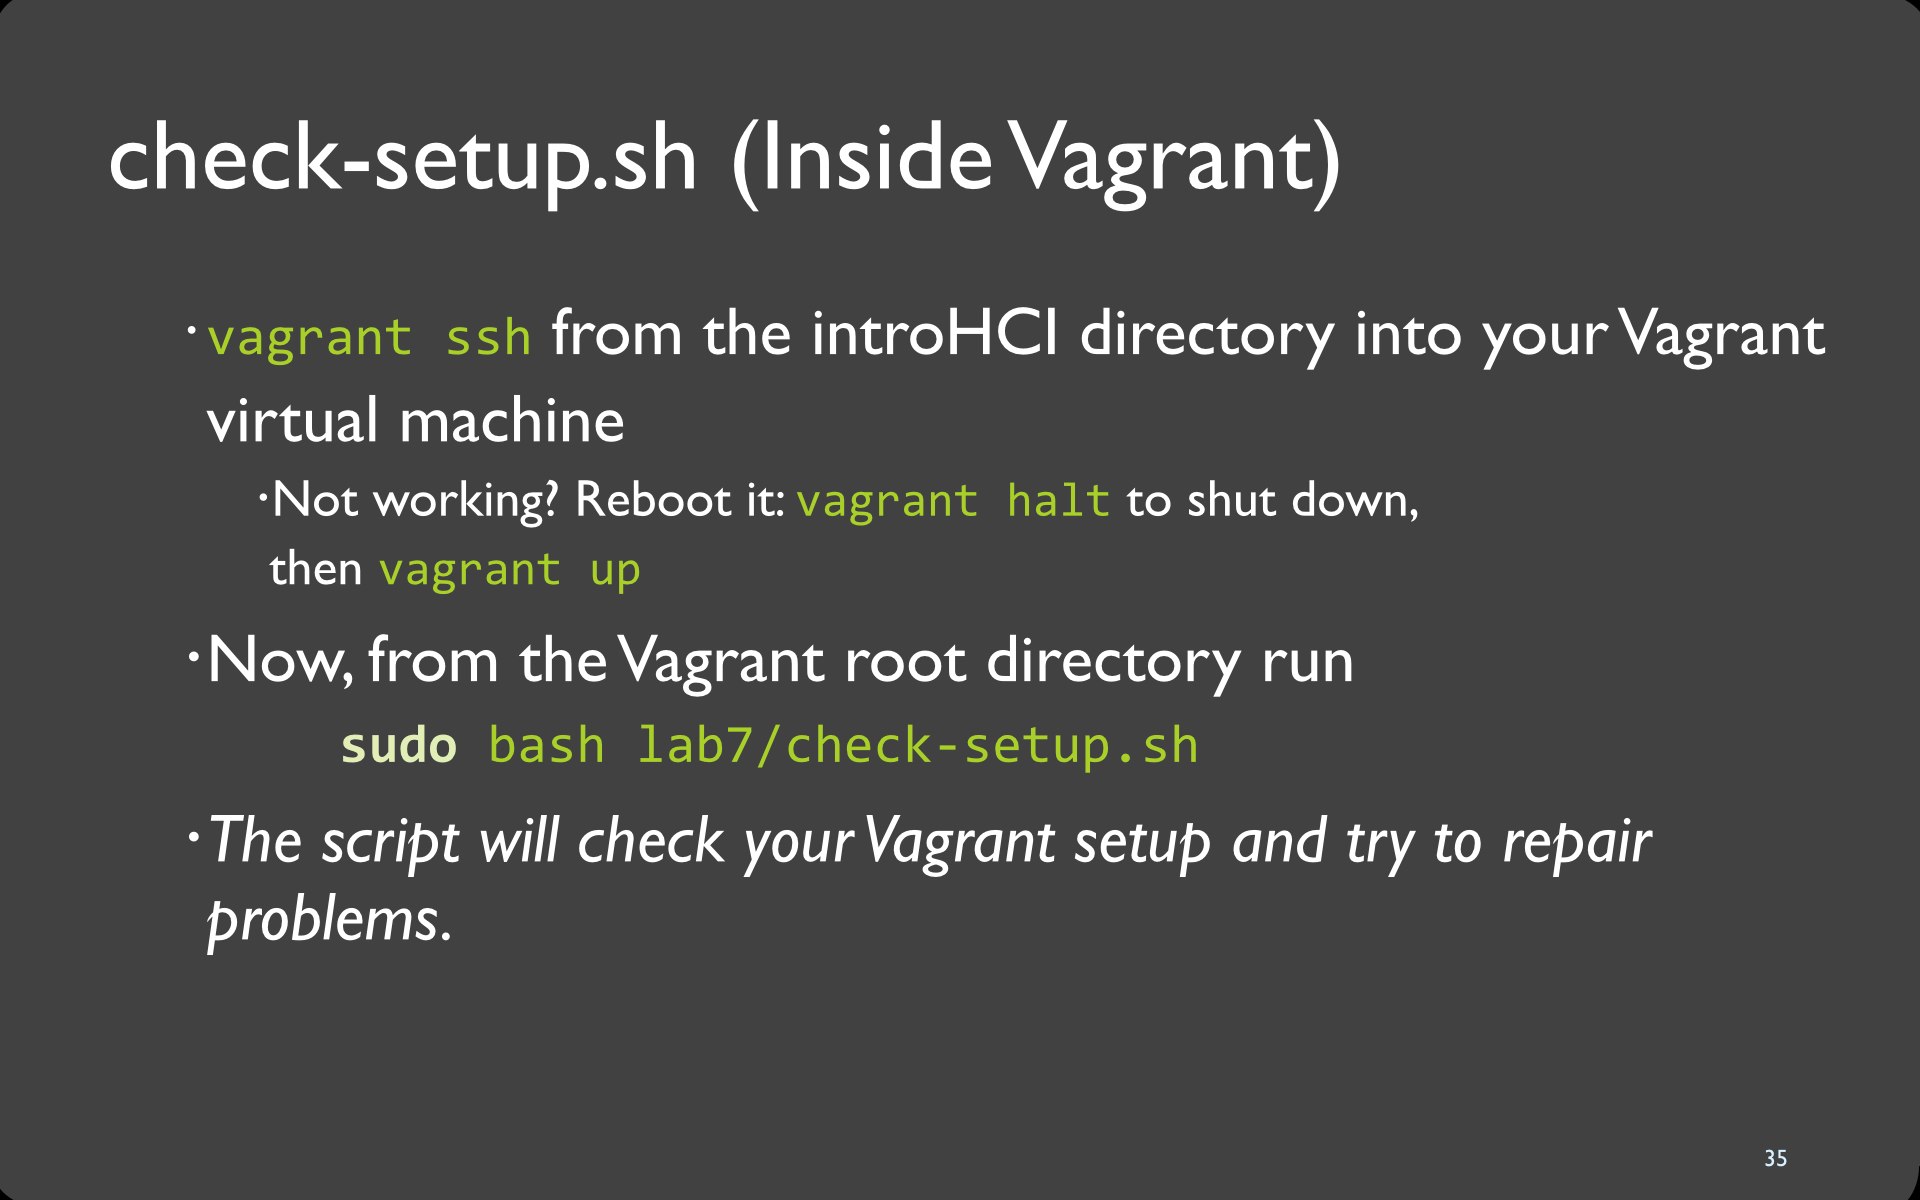 check-setup.sh (Inside Vagrant)
•vagrant ssh from the introHCI directory into your Vagrant
virtual machine
•Not working? Reboot it: vagrant halt to shut down,
then vagrant up
•Now, from the Vagrant root directory run
sudo bash lab7/check-setup.sh
•The script will check your Vagrant setup and try to repair
problems.
35